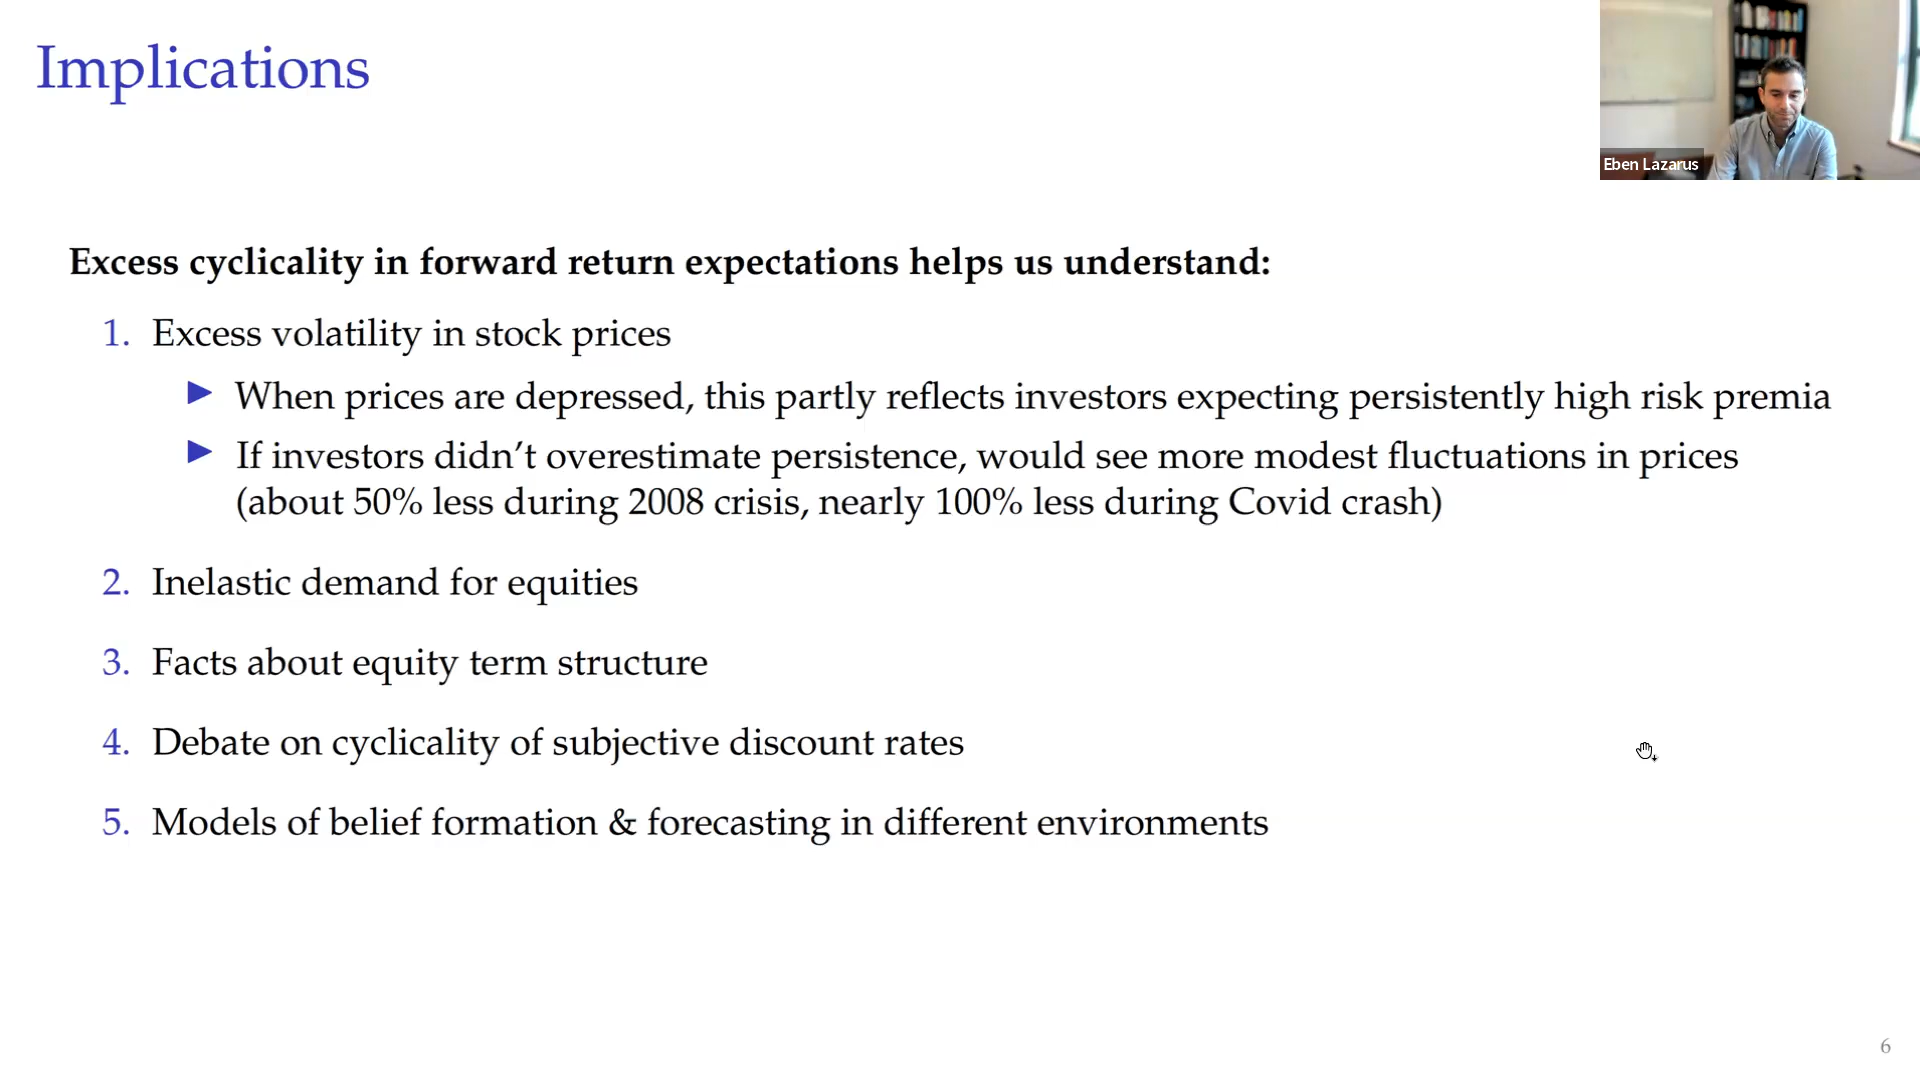 Implications
Eben Lazarus
Excess cyclicality in forward return expectations helps us understand:
1. Excess volatility in stock prices
▶ When prices are depressed, this partly reflects investors expecting persistently high risk premia
▶ If investors didn’t overestimate persistence, would see more modest fluctuations in prices
(about 50% less during 2008 crisis, nearly 100% less during Covid crash)
2. Inelastic demand for equities
3. Facts about equity term structure
4. Debate on cyclicality of subjective discount rates
5. Models of belief formation & forecasting in different environments
6